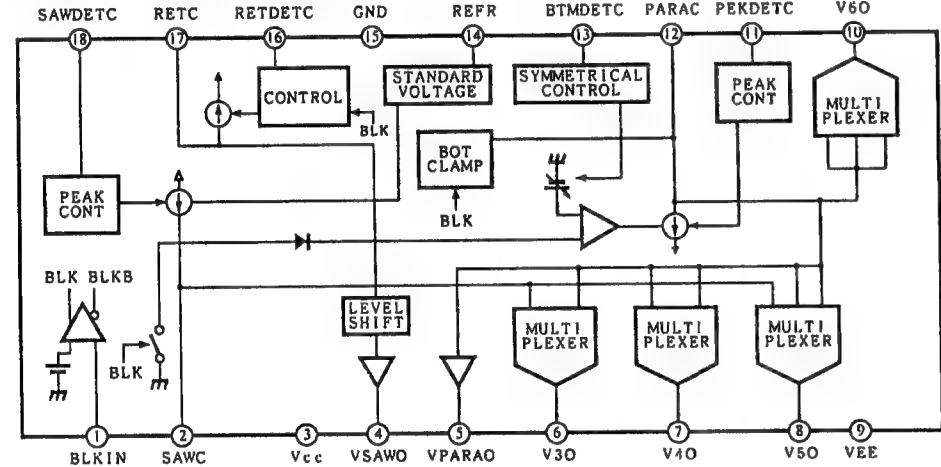 SAWDETC RETC RETDETC GND REFR BTMDETC PARAC PEKDETC V6O
18 17 16 15 14 13 12 11 10
CONTROL
STANDARD
VOLTAGE
SYMMETRICAL
CONTROL
PEAK
CONT
MULTI
PLEXER
BLK
BOT
CLAMP
BLK
PEAK
CONT
BLK BLKB
LEVEL
SHIFT
MULTI
PLEXER
MULTI
PLEXER
MULTI
PLEXER
BLK
1 2 3 4 5 6 7 8 9
BLKIN SAWC Vcc VSAWO VPARAO V3O V4O V5O VEE